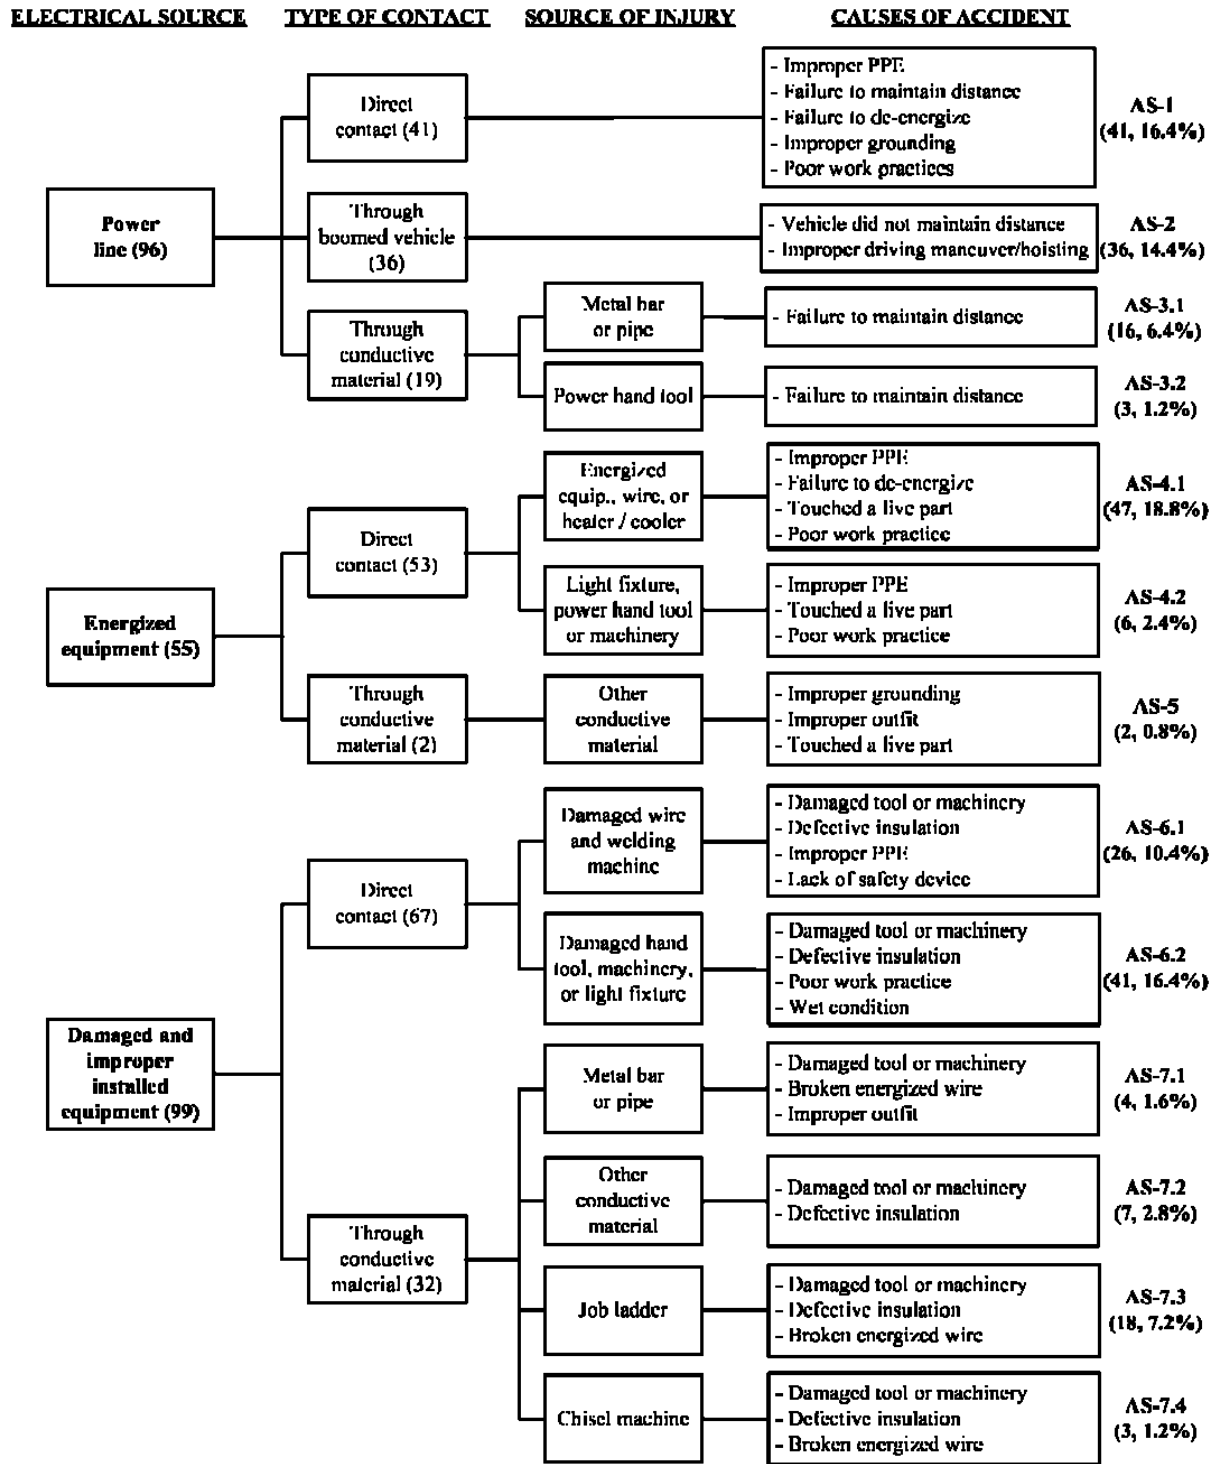 ELECTRICAL SOURCE
TYPE OF CONTACT
SOURCE OF INJURY
CAUSES OF ACCIDENT
Power
line (96)
Direct
contact (41)
- Improper PPE
- Failure to maintain distance
- Failure to de-energize
- Improper grounding
- Poor work practices
AS-1
(41, 16.4%)
Through
boomed vehicle
(36)
- Vehicle did not maintain distance
- Improper driving maneuver/hoisting
AS-2
(36, 14.4%)
Through
conductive
material (19)
Metal bar
or pipe
- Failure to maintain distance
AS-3.1
(16, 6.4%)
Power hand tool
- Failure to maintain distance
AS-3.2
(3, 1.2%)
Energized
equipment (55)
Direct
contact (53)
Energized
equip., wire, or
heater / cooler
- Improper PPE
- Failure to de-energize
- Touched a live part
- Poor work practice
AS-4.1
(47, 18.8%)
Light fixture,
power hand tool
or machinery
- Improper PPE
- Touched a live part
- Poor work practice
AS-4.2
(6, 2.4%)
Through
conductive
material (2)
Other
conductive
material
- Improper grounding
- Improper outfit
- Touched a live part
AS-5
(2, 0.8%)
Damaged and
improper
installed
equipment (99)
Direct
contact (67)
Damaged wire
and welding
machine
- Damaged tool or machinery
- Defective insulation
- Improper PPE
- Lack of safety device
AS-6.1
(26, 10.4%)
Damaged hand
tool, machinery,
or light fixture
- Damaged tool or machinery
- Defective insulation
- Poor work practice
- Wet condition
AS-6.2
(41, 16.4%)
Through
conductive
material (32)
Metal bar
or pipe
- Damaged tool or machinery
- Broken energized wire
- Improper outfit
AS-7.1
(4, 1.6%)
Other
conductive
material
- Damaged tool or machinery
- Defective insulation
AS-7.2
(7, 2.8%)
Job ladder
- Damaged tool or machinery
- Defective insulation
- Broken energized wire
AS-7.3
(18, 7.2%)
Chisel machine
- Damaged tool or machinery
- Defective insulation
- Broken energized wire
AS-7.4
(3, 1.2%)